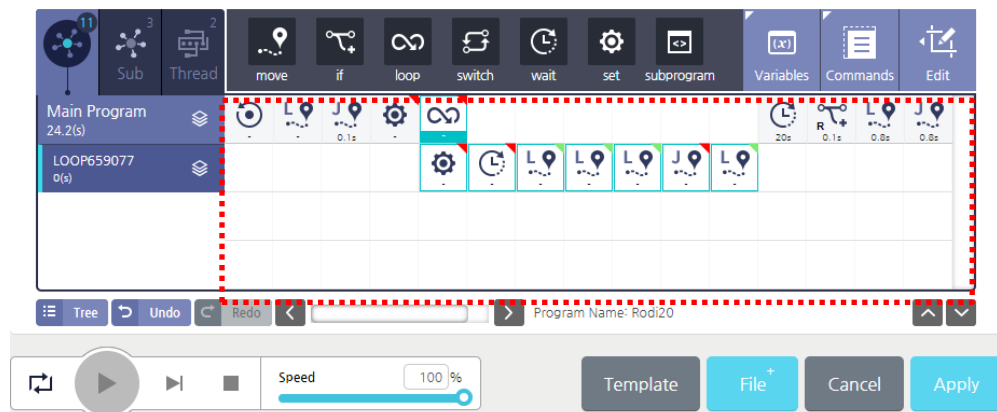 11
3
2
Sub
Thread
move
if
loop
switch
wait
set
subprogram
(x)
Variables
Commands
Edit
Main Program
24.2(s)
L
J
L
J
R
-
-
0.1s
-
-
20s
0.1s
0.8s
0.8s
LOOP659077
0(s)
L
L
L
J
L
-
-
-
-
-
-
-
Tree
Undo
Redo
Program Name: Rodi20
Speed
100 %
Template
File +
Cancel
Apply